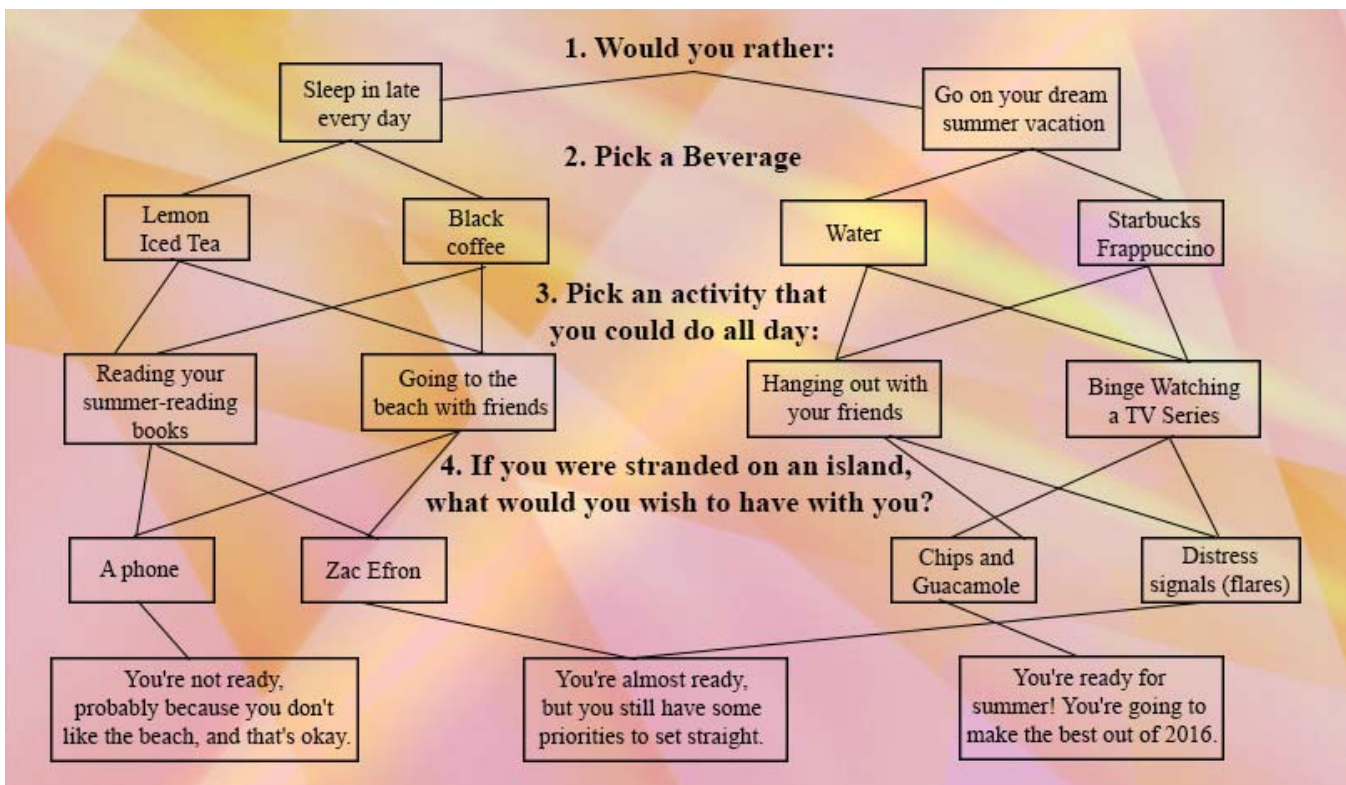 1. Would you rather:
Sleep in late
every day
Go on your dream
summer vacation
2. Pick a Beverage
Lemon
Iced Tea
Black
coffee
Water
Starbucks
Frappuccino
3. Pick an activity that
you could do all day:
Reading your
summer-reading
books
Going to the
beach with friends
Hanging out with
your friends
Binge Watching
a TV Series
4. If you were stranded on an island,
what would you wish to have with you?
A phone
Zac Efron
Chips and
Guacamole
Distress
signals (flares)
You're not ready,
probably because you don't
like the beach, and that's okay.
You're almost ready,
but you still have some
priorities to set straight.
You're ready for
summer! You're going to
make the best out of 2016.